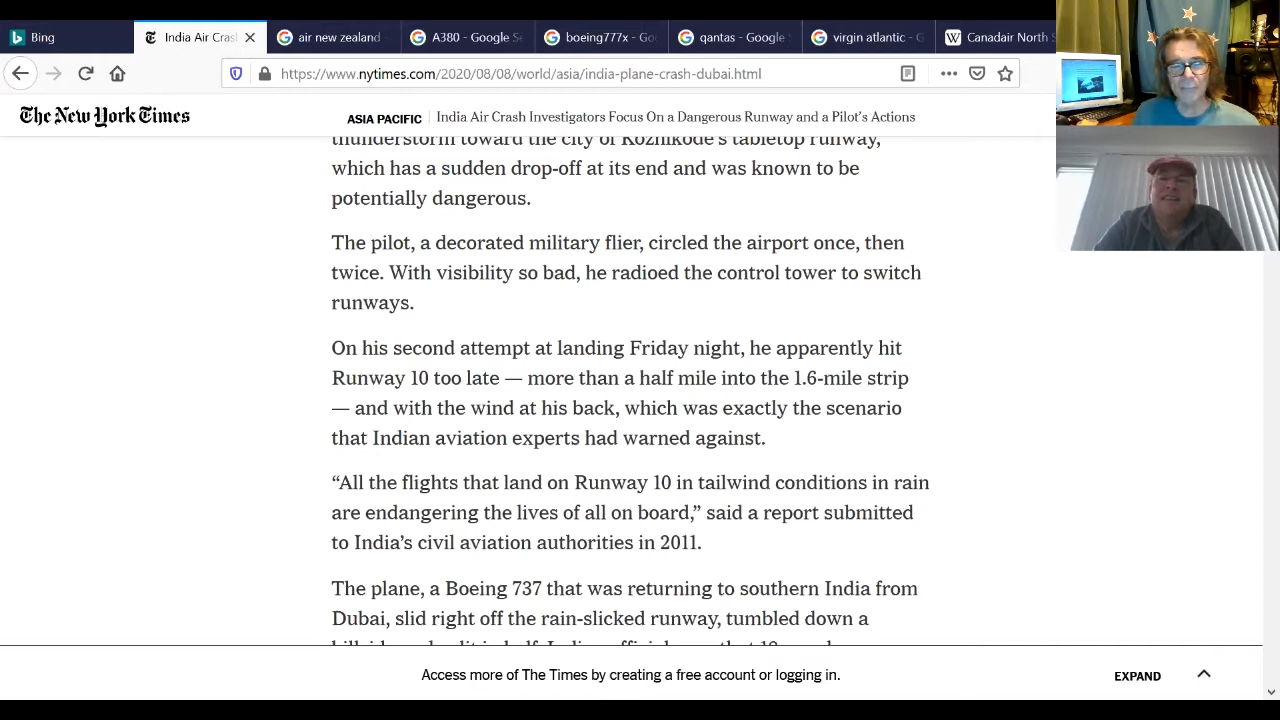 Bing
India Air Cras
air new zealand
A380 - Google Se
boeing777x - Go
qantas - Google
virgin atlantic - G
Canadair North S
https://www.nytimes.com/2020/08/08/world/asia/india-plane-crash-dubai.html
The New York Times
ASIA PACIFIC
India Air Crash Investigators Focus On a Dangerous Runway and a Pilot's Actions
thunderstorm toward the city of Kozhikode's tabletop runway,
which has a sudden drop-off at its end and was known to be
potentially dangerous.
The pilot, a decorated military flier, circled the airport once, then
twice. With visibility so bad, he radioed the control tower to switch
runways.
On his second attempt at landing Friday night, he apparently hit
Runway 10 too late — more than a half mile into the 1.6-mile strip
— and with the wind at his back, which was exactly the scenario
that Indian aviation experts had warned against.
“All the flights that land on Runway 10 in tailwind conditions in rain
are endangering the lives of all on board,” said a report submitted
to India’s civil aviation authorities in 2011.
The plane, a Boeing 737 that was returning to southern India from
Dubai, slid right off the rain-slicked runway, tumbled down a
Access more of The Times by creating a free account or logging in.
EXPAND